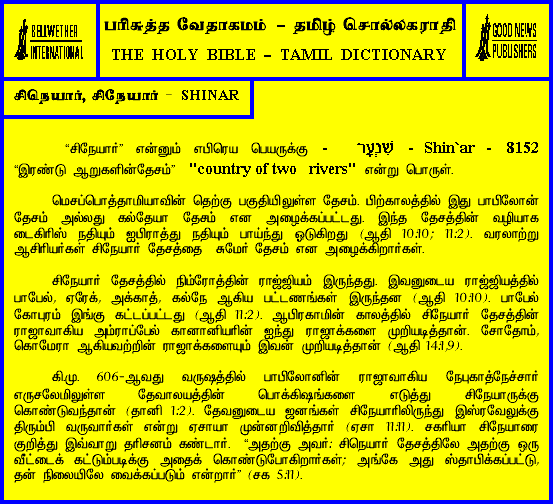 BELLWETHER
INTERNATIONAL
பரிசுத்த வேதாகமம் - தமிழ் சொல்லகராதி
THE HOLY BIBLE – TAMIL DICTIONARY
GOOD NEWS
PUBLISHERS
சிநெயார், சிநேயார் - SHINAR
“சிநேயார்” என்னும் எபிரெய பெயருக்கு - שִׁנְעָר - Shin`ar - 8152
“இரண்டு ஆறுகளின்தேசம்” "country of two rivers" என்று பொருள்.
மெசப்பொத்தாமியாவின் தெற்கு பகுதியிலுள்ள தேசம். பிற்காலத்தில் இது பாபிலோன்
தேசம் அல்லது கல்தேயா தேசம் என அழைக்கப்பட்டது. இந்த தேசத்தின் வழியாக
டைகிரிஸ் நதியும் ஐபிராத்து நதியும் பாய்ந்து ஓடுகிறது (ஆதி 10:10; 11:2). வரலாற்று
ஆசிரியர்கள் சிநேயார் தேசத்தை சுமேர் தேசம் என அழைக்கிறார்கள்.
சிநேயார் தேசத்தில் நிம்ரோத்தின் ராஜ்ஜியம் இருந்தது. இவனுடைய ராஜ்ஜியத்தில்
பாபேல், ஏரேக், அக்காத், கல்நே ஆகிய பட்டணங்கள் இருந்தன (ஆதி 10:10). பாபேல்
கோபுரம் இங்கு கட்டப்பட்டது (ஆதி 11:2). ஆபிரகாமின் காலத்தில் சிநேயார் தேசத்தின்
ராஜாவாகிய அம்ராப்பேல் கானானியரின் ஐந்து ராஜாக்களை முறியடித்தான். சோதோம்,
கொமேரா ஆகியவற்றின் ராஜாக்களையும் இவன் முறியடித்தான் (ஆதி 14:1,9).
கி.மு. 606-ஆவது வருஷத்தில் பாபிலோனின் ராஜாவாகிய நேபுகாத்நேச்சார்
எருசலேமிலுள்ள தேவாலயத்தின் பொக்கிஷங்களை எடுத்து சிநேயாருக்கு
கொண்டுவந்தான் (தானி 1:2). தேவனுடைய ஜனங்கள் சிநேயாரிலிருந்து இஸ்ரவேலுக்கு
திரும்பி வருவார்கள் என்று ஏசாயா முன்னறிவித்தார் (ஏசா 11:11). சகரியா சிநேயாரை
குறித்து இவ்வாறு தரிசனம் கண்டார். “அதற்கு அவர்: சிநெயார் தேசத்திலே அதற்கு ஒரு
வீட்டைக் கட்டும்படிக்கு அதைக் கொண்டுபோகிறார்கள்; அங்கே அது ஸ்தாபிக்கப்பட்டு,
தன் நிலையிலே வைக்கப்படும் என்றார்” (சக 5:11).